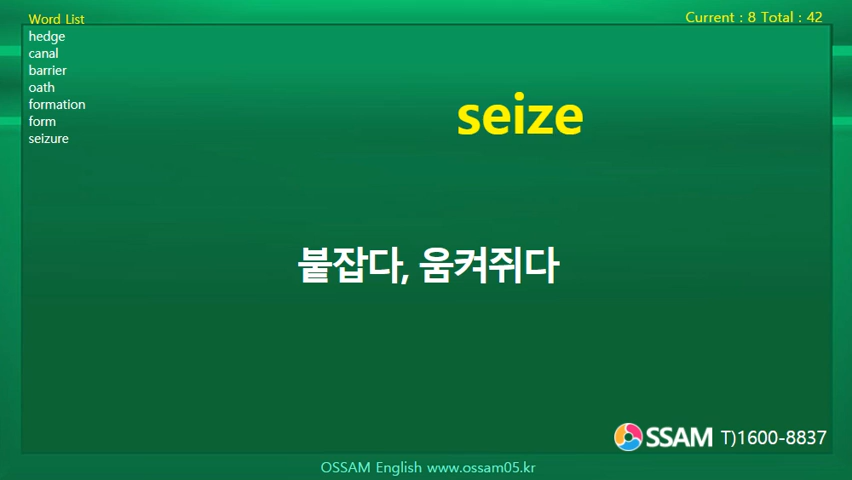 Word List
Current : 8 Total : 42
hedge
canal
barrier
oath
formation
form
seizure
seize
붙잡다, 움켜쥐다
OSSAM T)1600-8837
OSSAM English www.ossam05.kr